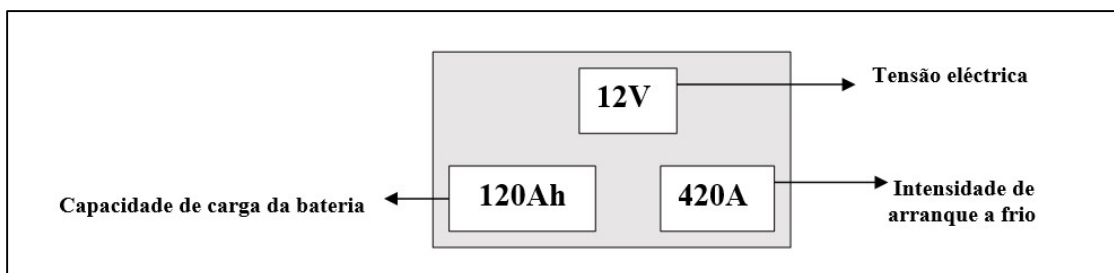 Tensão eléctrica
12V
120Ah
420A
Capacidade de carga da bateria
Intensidade de
arranque a frio